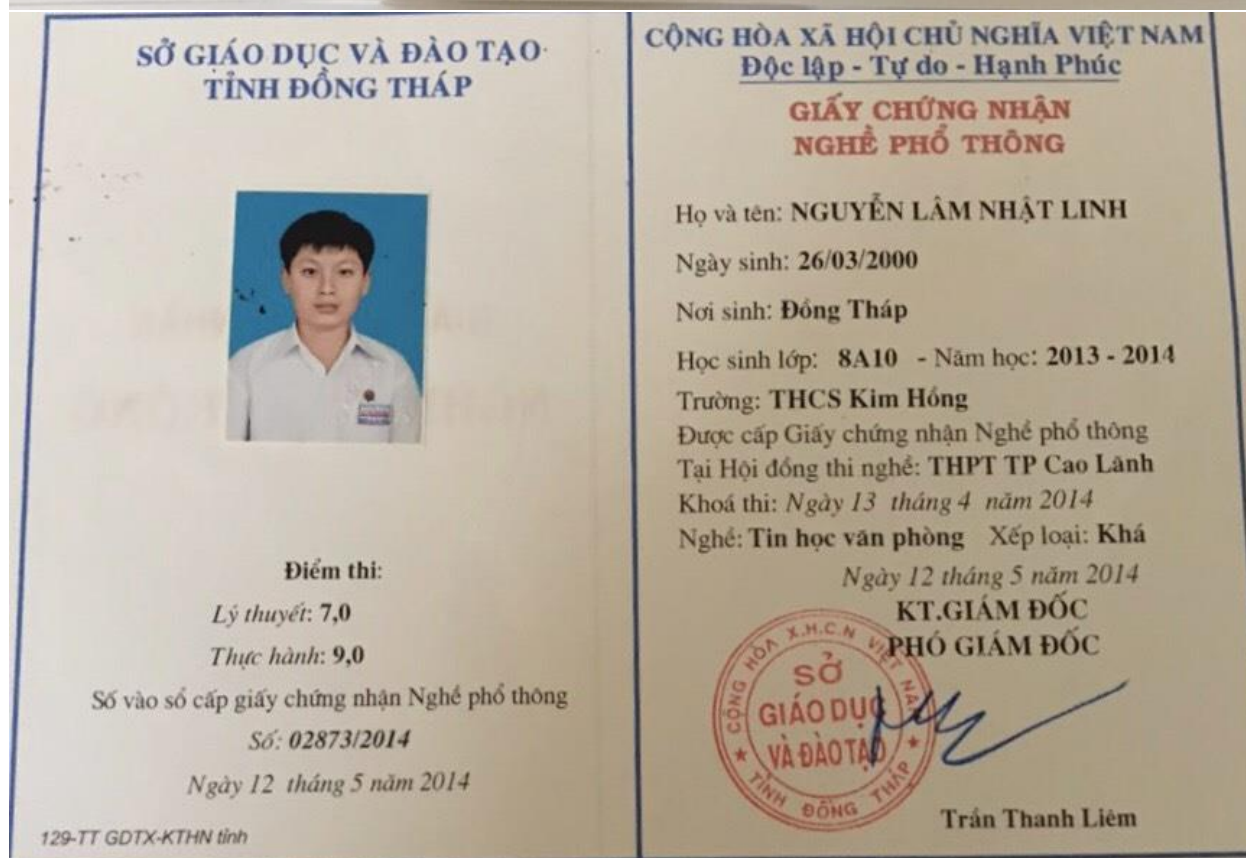 SỞ GIÁO DỤC VÀ ĐÀO TẠO
TỈNH ĐỒNG THÁP
Điểm thi:
Lý thuyết: 7,0
Thực hành: 9,0
Số vào sổ cấp giấy chứng nhận Nghề phổ thông
Số: 02873/2014
Ngày 12 tháng 5 năm 2014
129-TT GDTX-KTHN tỉnh
CỘNG HÒA XÃ HỘI CHỦ NGHĨA VIỆT NAM
Độc lập - Tự do - Hạnh Phúc
GIẤY CHỨNG NHẬN
NGHỀ PHỔ THÔNG
Họ và tên: NGUYỄN LÂM NHẬT LINH
Ngày sinh: 26/03/2000
Nơi sinh: Đồng Tháp
Học sinh lớp: 8A10 - Năm học: 2013 - 2014
Trường: THCS Kim Hồng
Được cấp Giấy chứng nhận Nghề phổ thông
Tại Hội đồng thi nghề: THPT TP Cao Lãnh
Khoá thi: Ngày 13 tháng 4 năm 2014
Nghề: Tin học văn phòng Xếp loại: Khá
Ngày 12 tháng 5 năm 2014
KT.GIÁM ĐỐC
PHÓ GIÁM ĐỐC
CỘNG HÒA X.H.C.N VIỆT NAM
SỞ
GIÁO DỤC
VÀ ĐÀO TẠO
TỈNH ĐỒNG THÁP
Trần Thanh Liêm